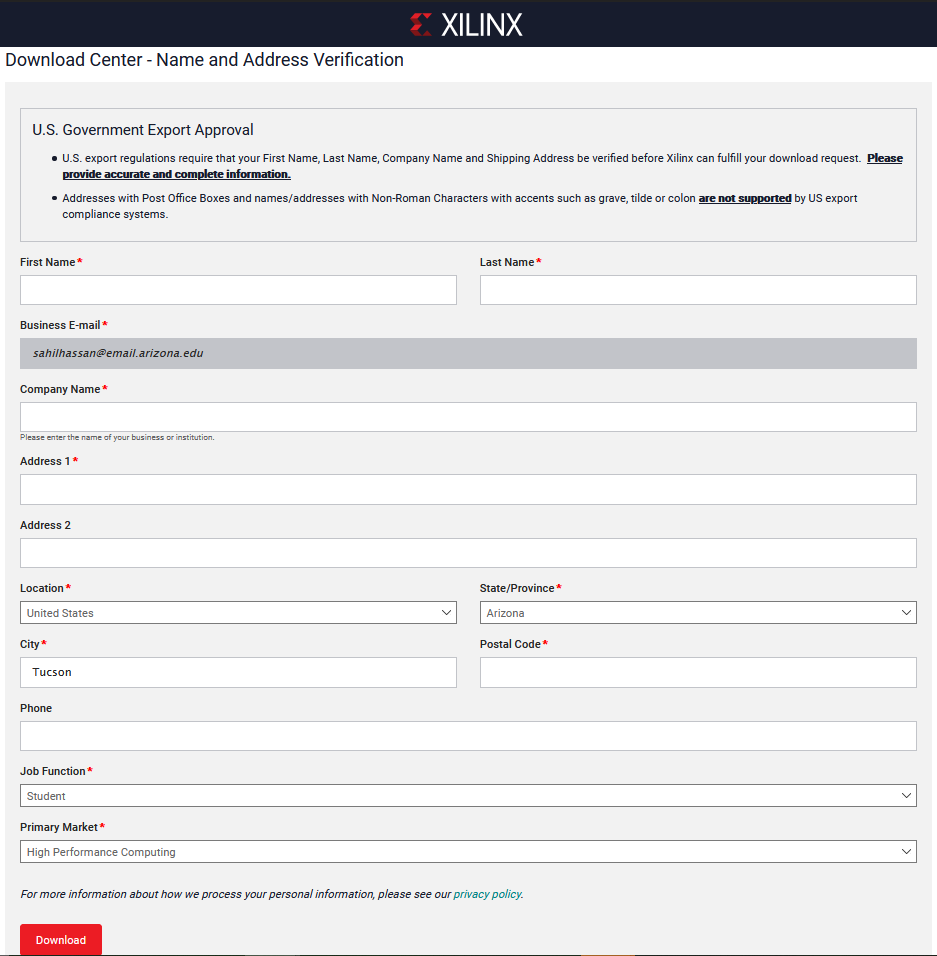 XILINX
Download Center - Name and Address Verification
U.S. Government Export Approval
• U.S. export regulations require that your First Name, Last Name, Company Name and Shipping Address be verified before Xilinx can fulfill your download request. Please
provide accurate and complete information.
• Addresses with Post Office Boxes and names/addresses with Non-Roman Characters with accents such as grave, tilde or colon are not supported by US export
compliance systems.
First Name* Last Name*
Business E-mail*
sahilhassan@email.arizona.edu
Company Name*
Please enter the name of your business or institution.
Address 1*
Address 2
Location* State/Province*
United States Arizona
City* Postal Code*
Tucson
Phone
Job Function*
Student
Primary Market*
High Performance Computing
For more information about how we process your personal information, please see our privacy policy.
Download